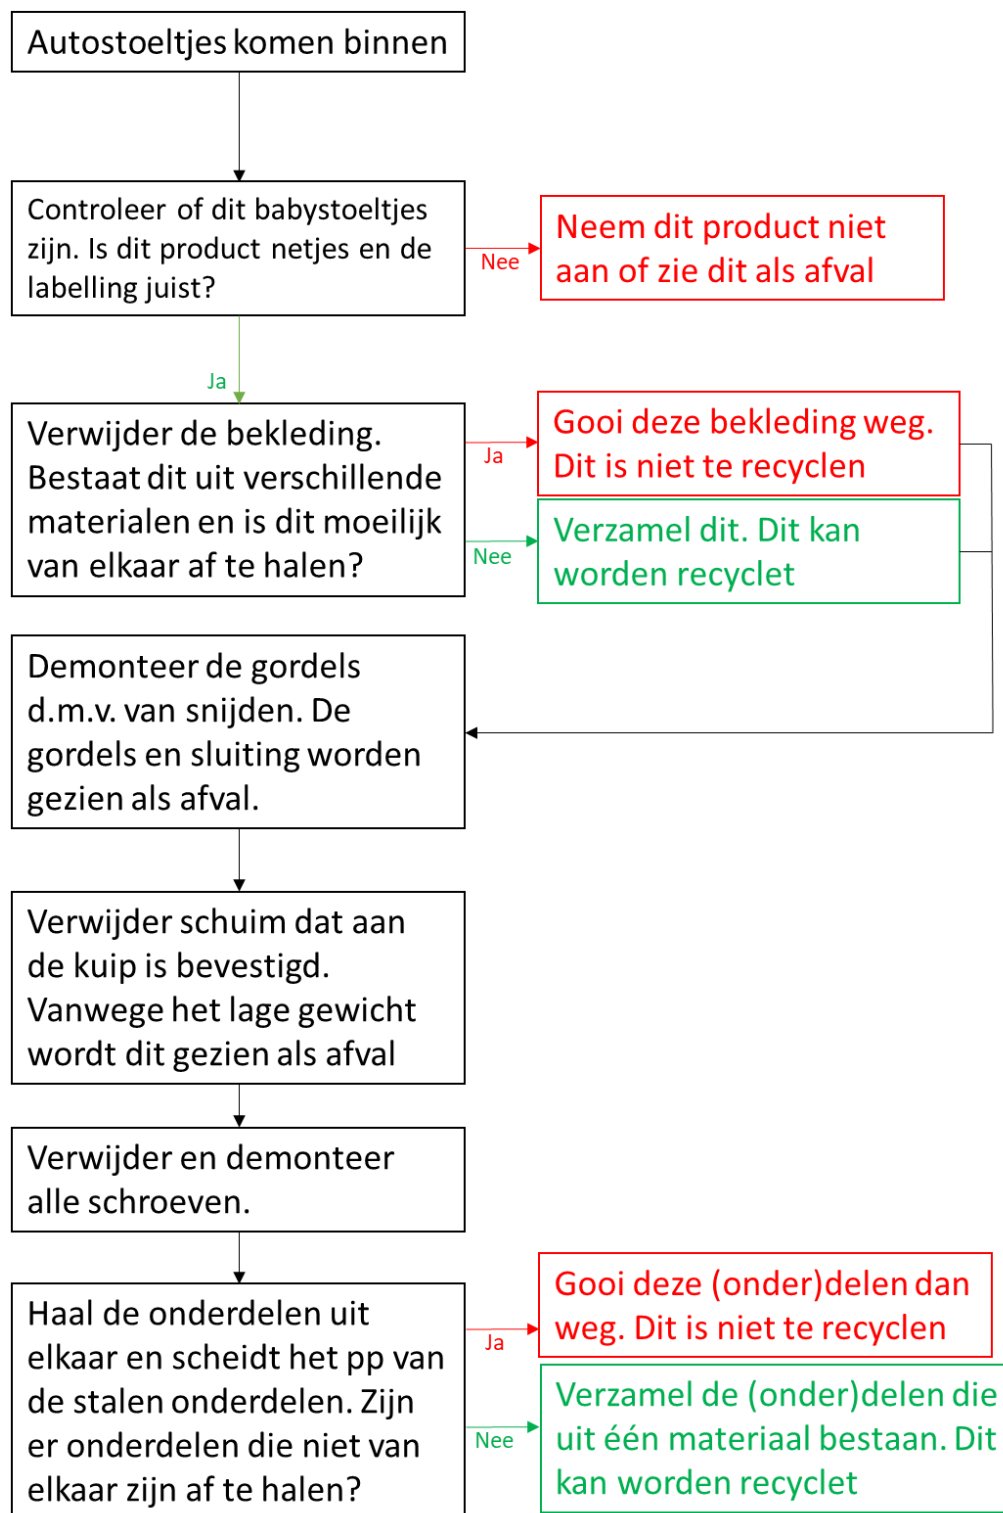 Autostoeltjes komen binnen
Controleer of dit babystoeltjes
zijn. Is dit product netjes en de
labelling juist?
Nee
Neem dit product niet
aan of zie dit als afval
Ja
Verwijder de bekleding.
Bestaat dit uit verschillende
materialen en is dit moeilijk
van elkaar af te halen?
Ja
Gooi deze bekleding weg.
Dit is niet te recyclen
Nee
Verzamel dit. Dit kan
worden recyclet
Demonteer de gordels
d.m.v. van snijden. De
gordels en sluiting worden
gezien als afval.
Verwijder schuim dat aan
de kuip is bevestigd.
Vanwege het lage gewicht
wordt dit gezien als afval
Verwijder en demonteer
alle schroeven.
Haal de onderdelen uit
elkaar en scheidt het pp van
de stalen onderdelen. Zijn
er onderdelen die niet van
elkaar zijn af te halen?
Ja
Gooi deze (onder)delen dan
weg. Dit is niet te recyclen
Nee
Verzamel de (onder)delen die
uit één materiaal bestaan. Dit
kan worden recyclet